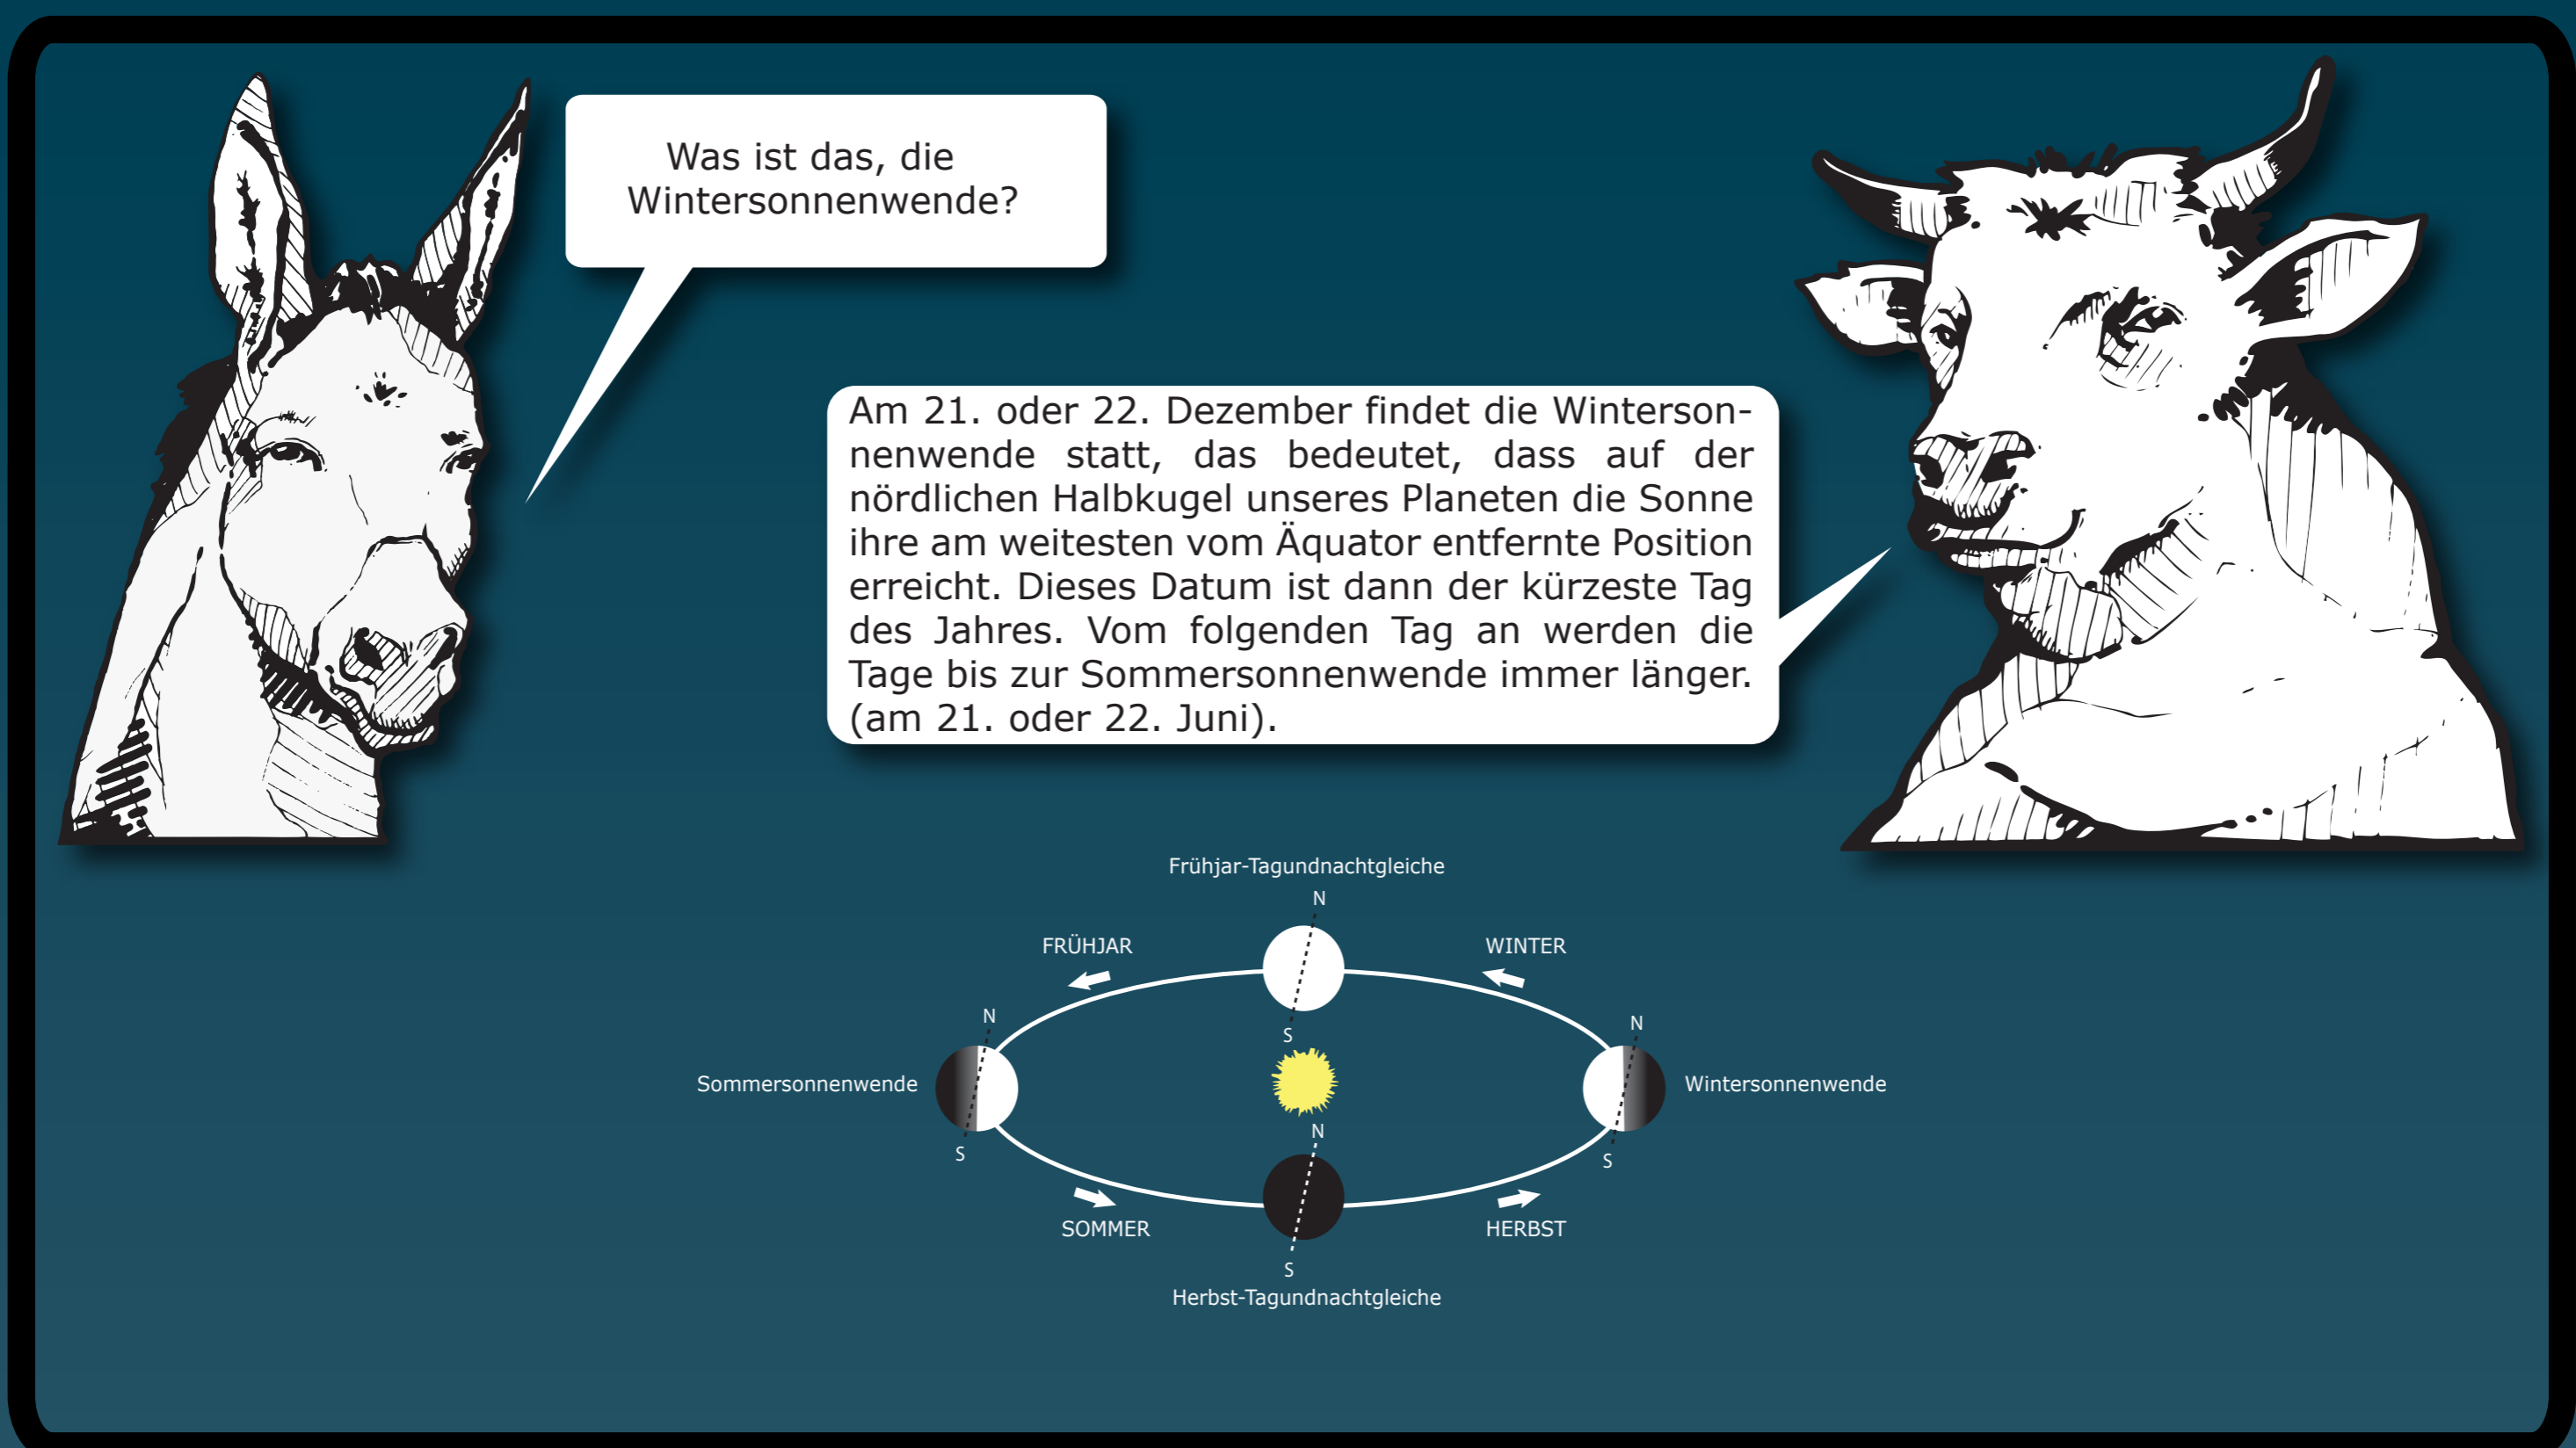 Was ist das, die
Wintersonnenwende?
Am 21. oder 22. Dezember findet die Winterson-
nenwende statt, das bedeutet, dass auf der
nördlichen Halbkugel unseres Planeten die Sonne
ihre am weitesten vom Äquator entfernte Position
erreicht. Dieses Datum ist dann der kürzeste Tag
des Jahres. Vom folgenden Tag an werden die
Tage bis zur Sommersonnenwende immer länger.
(am 21. oder 22. Juni).
Frühjar-Tagundnachtgleiche
N
FRÜHJAR
WINTER
N
N
S
Sommersonnenwende
Wintersonnenwende
N
S
S
SOMMER
HERBST
S
Herbst-Tagundnachtgleiche